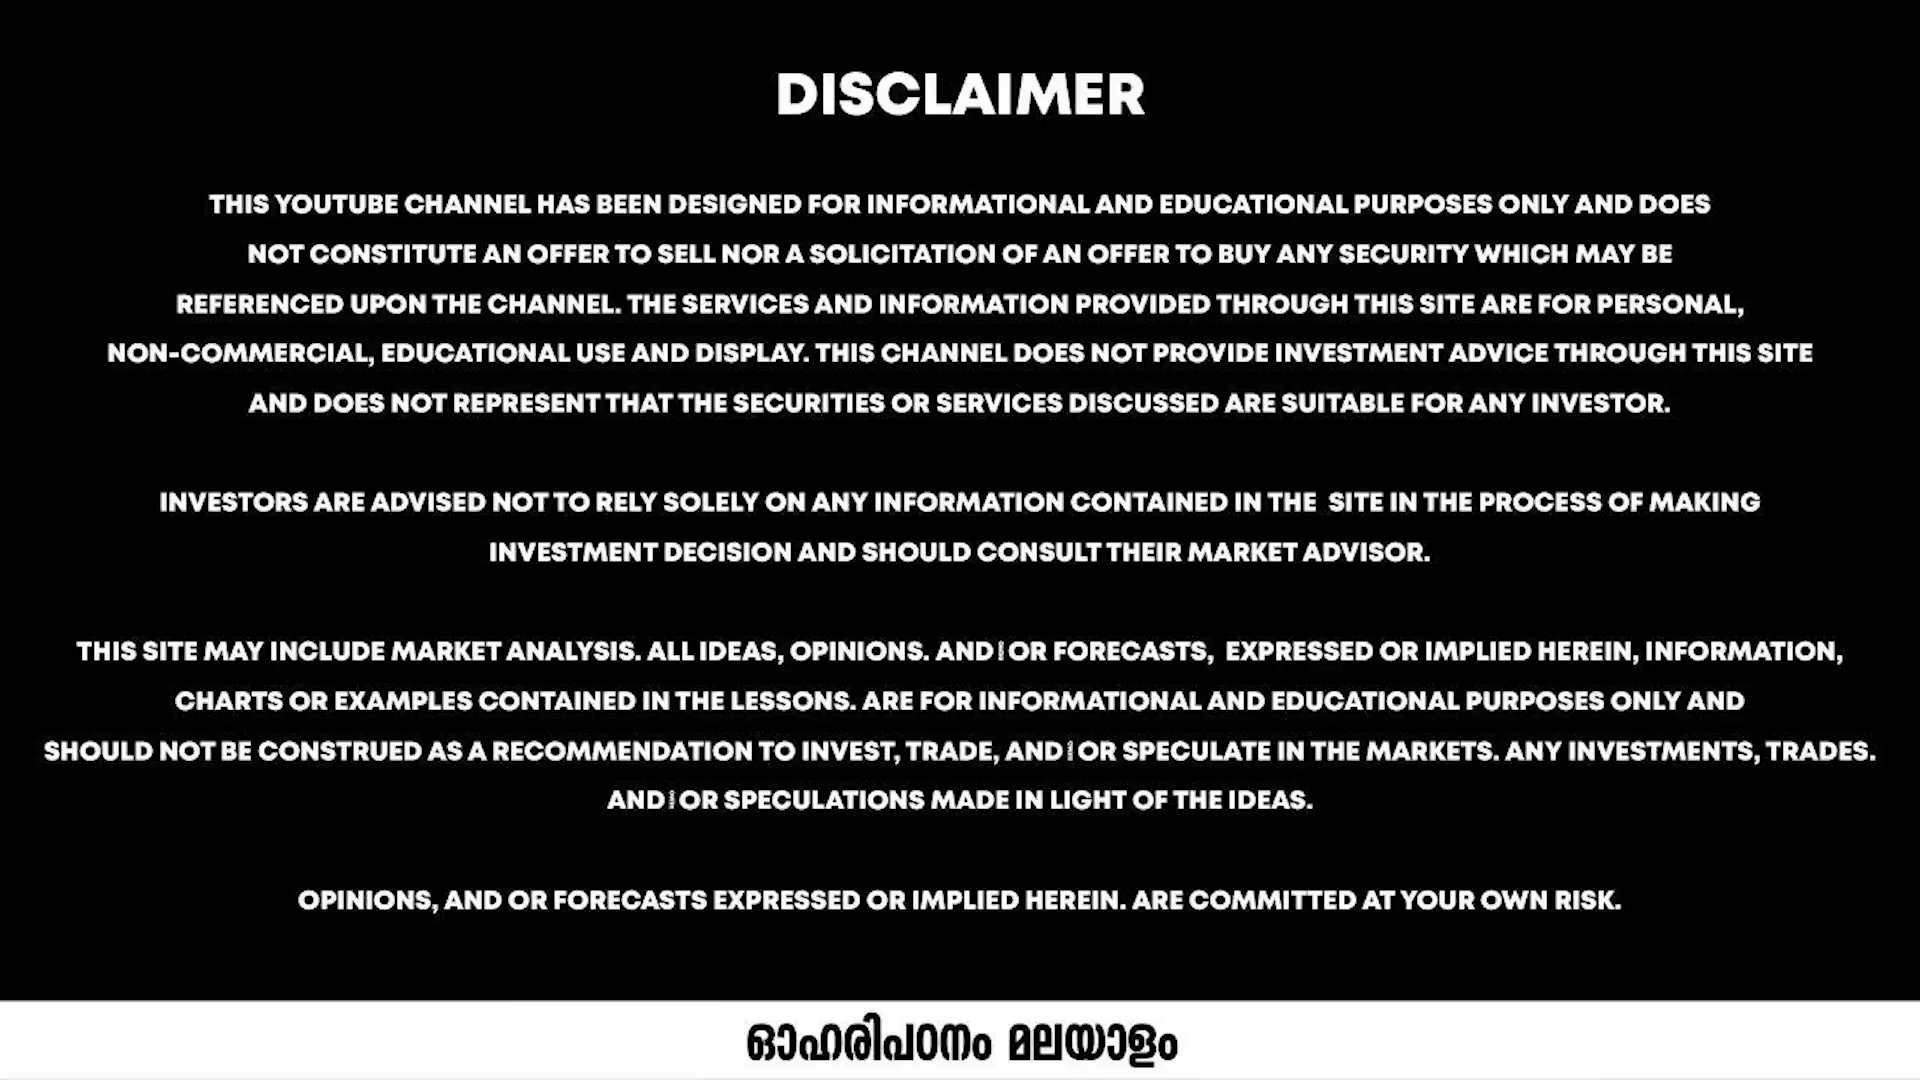 DISCLAIMER
THIS YOUTUBE CHANNEL HAS BEEN DESIGNED FOR INFORMATIONAL AND EDUCATIONAL PURPOSES ONLY AND DOES
NOT CONSTITUTE AN OFFER TO SELL NOR A SOLICITATION OF AN OFFER TO BUY ANY SECURITY WHICH MAY BE
REFERENCED UPON THE CHANNEL. THE SERVICES AND INFORMATION PROVIDED THROUGH THIS SITE ARE FOR PERSONAL,
NON-COMMERCIAL, EDUCATIONAL USE AND DISPLAY. THIS CHANNEL DOES NOT PROVIDE INVESTMENT ADVICE THROUGH THIS SITE
AND DOES NOT REPRESENT THAT THE SECURITIES OR SERVICES DISCUSSED ARE SUITABLE FOR ANY INVESTOR.
INVESTORS ARE ADVISED NOT TO RELY SOLELY ON ANY INFORMATION CONTAINED IN THE SITE IN THE PROCESS OF MAKING
INVESTMENT DECISION AND SHOULD CONSULT THEIR MARKET ADVISOR.
THIS SITE MAY INCLUDE MARKET ANALYSIS. ALL IDEAS, OPINIONS. AND OR FORECASTS, EXPRESSED OR IMPLIED HEREIN, INFORMATION,
CHARTS OR EXAMPLES CONTAINED IN THE LESSONS. ARE FOR INFORMATIONAL AND EDUCATIONAL PURPOSES ONLY AND
SHOULD NOT BE CONSTRUED AS A RECOMMENDATION TO INVEST, TRADE, AND OR SPECULATE IN THE MARKETS. ANY INVESTMENTS, TRADES.
AND OR SPECULATIONS MADE IN LIGHT OF THE IDEAS.
OPINIONS, AND OR FORECASTS EXPRESSED OR IMPLIED HEREIN. ARE COMMITTED AT YOUR OWN RISK.
ഓഹരിപഠനം മലയാളം